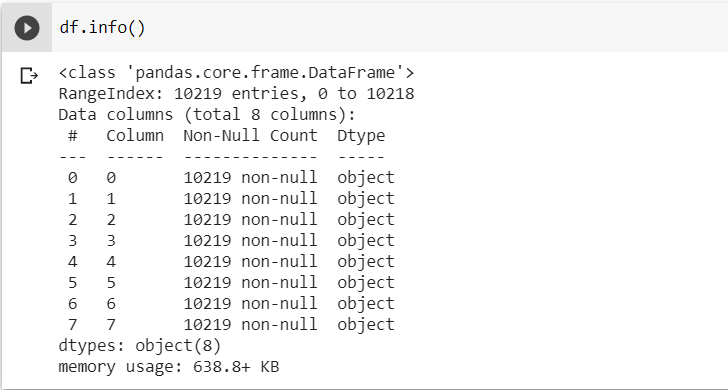 df.info()
<class 'pandas.core.frame.DataFrame'>
RangeIndex: 10219 entries, 0 to 10218
Data columns (total 8 columns):
 #   Column  Non-Null Count  Dtype
---  ------  --------------  -----
 0   0       10219 non-null  object
 1   1       10219 non-null  object
 2   2       10219 non-null  object
 3   3       10219 non-null  object
 4   4       10219 non-null  object
 5   5       10219 non-null  object
 6   6       10219 non-null  object
 7   7       10219 non-null  object
dtypes: object(8)
memory usage: 638.8+ KB